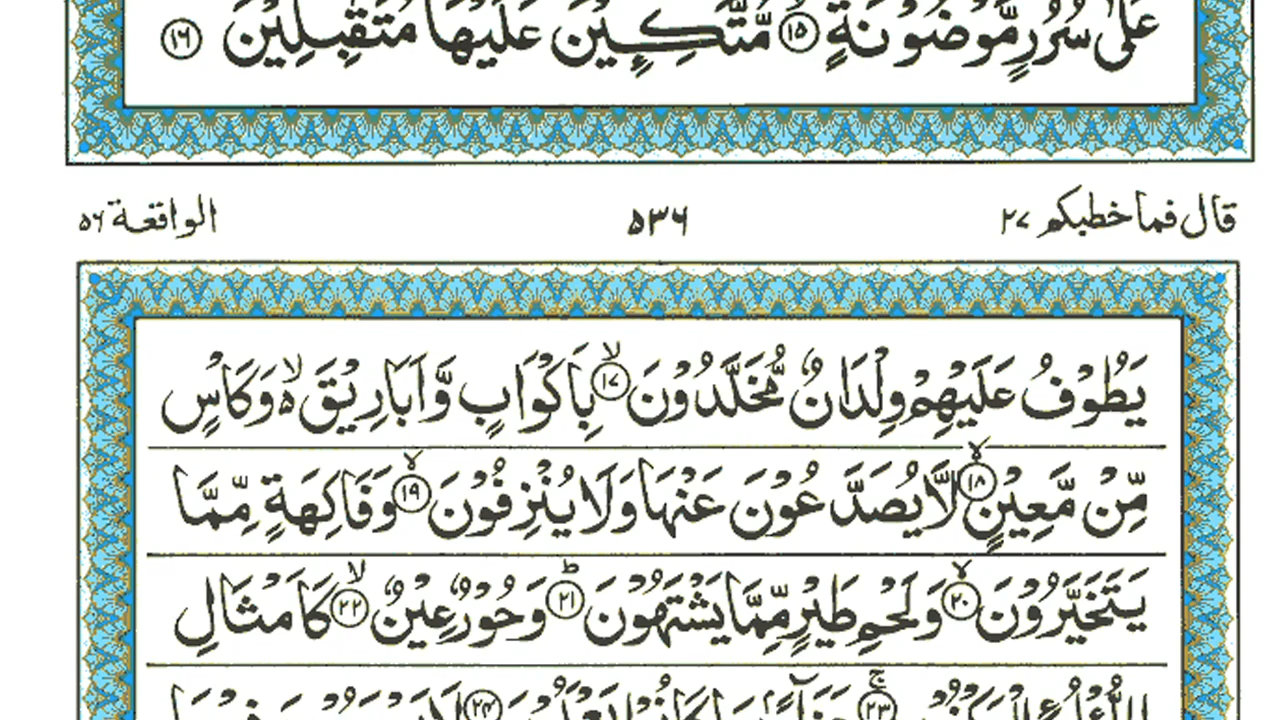 عَلٰى سُرُرٍ مَّوْضُوْنَةٍ ۱۵ مُّتَّكِـِٕيْنَ عَلَيْهَا مُتَقٰبِلِيْنَ ۱۶
قال فما خطبكم ۲۷ ۵۳۶ الواقعة ۵۶
يَطُوْفُ عَلَيْهِمْ وِلْدَانٌ مُّخَلَّدُوْنَ ۱۷ۙ بِاَكْوَابٍ وَّاَبَارِيْقَ ۙ۵ وَكَاْسٍ
مِّنْ مَّعِيْنٍ ۱۸ۙ لَّا يُصَدَّعُوْنَ عَنْهَا وَلَا يُنْزِفُوْنَ ۱۹ۙ وَفَاكِهَةٍ مِّمَّا
يَتَخَيَّرُوْنَ ۲۰ۙ وَلَحْمِ طَيْرٍ مِّمَّا يَشْتَهُوْنَ ۲۱ؕ وَحُوْرٌ عِيْنٌ ۲۲ۙ كَاَمْثَالِ